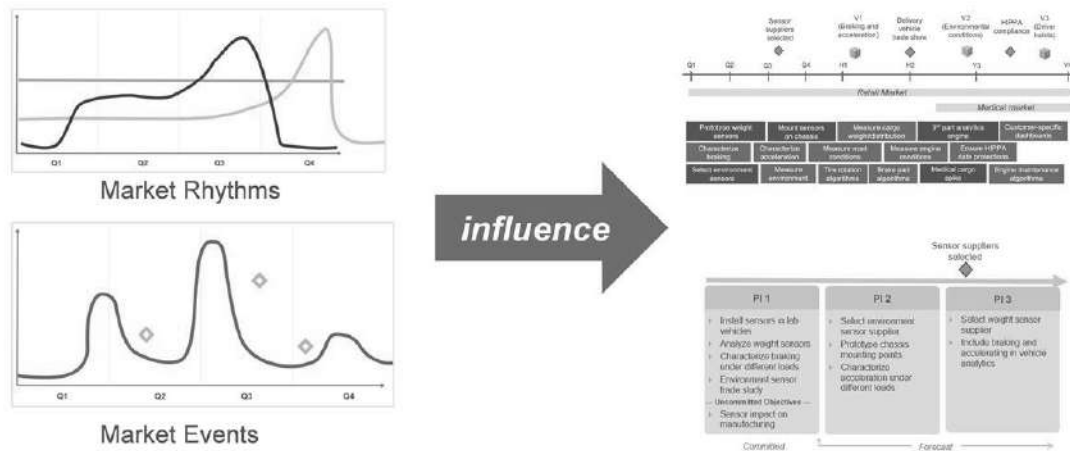 Q1 Q2 Q3 Q4
Market Rhythms
Q1 Q2 Q3 Q4
Market Events
influence
Sensor suppliers selected
V1 (Braking and acceleration)
Delivery vehicle trade show
V2 (Environmental conditions)
HIPPA compliance
V3 (Driver habits)
Q1 Q2 Q3 Q4 H1 H2 Y3
Retail Market
Medical market
Prototype weight sensors
Mount sensors on chassis
Measure cargo weight/distribution
3rd part analytics engine
Customer-specific dashboards
Characterize braking
Characterize acceleration
Measure road conditions
Measure engine conditions
Ensure HIPPA data protections
Select environment sensors
Measure environment
Tire rotation algorithms
Brake part algorithms
Medical cargo spike
Engine maintenance algorithms
Sensor suppliers
selected
PI 1
Install sensors in lab
vehicles
Analyze weight sensors
Characterize braking
under different loads
Environment sensor
trade study
— Uncommitted Objectives —
Sensor impact on
manufacturing
PI 2
Select environment
sensor supplier
Prototype chassis
mounting points
Characterize
acceleration under
different loads
PI 3
Select weight sensor
supplier
Include braking and
accelerating in vehicle
analytics
Committed
Forecast